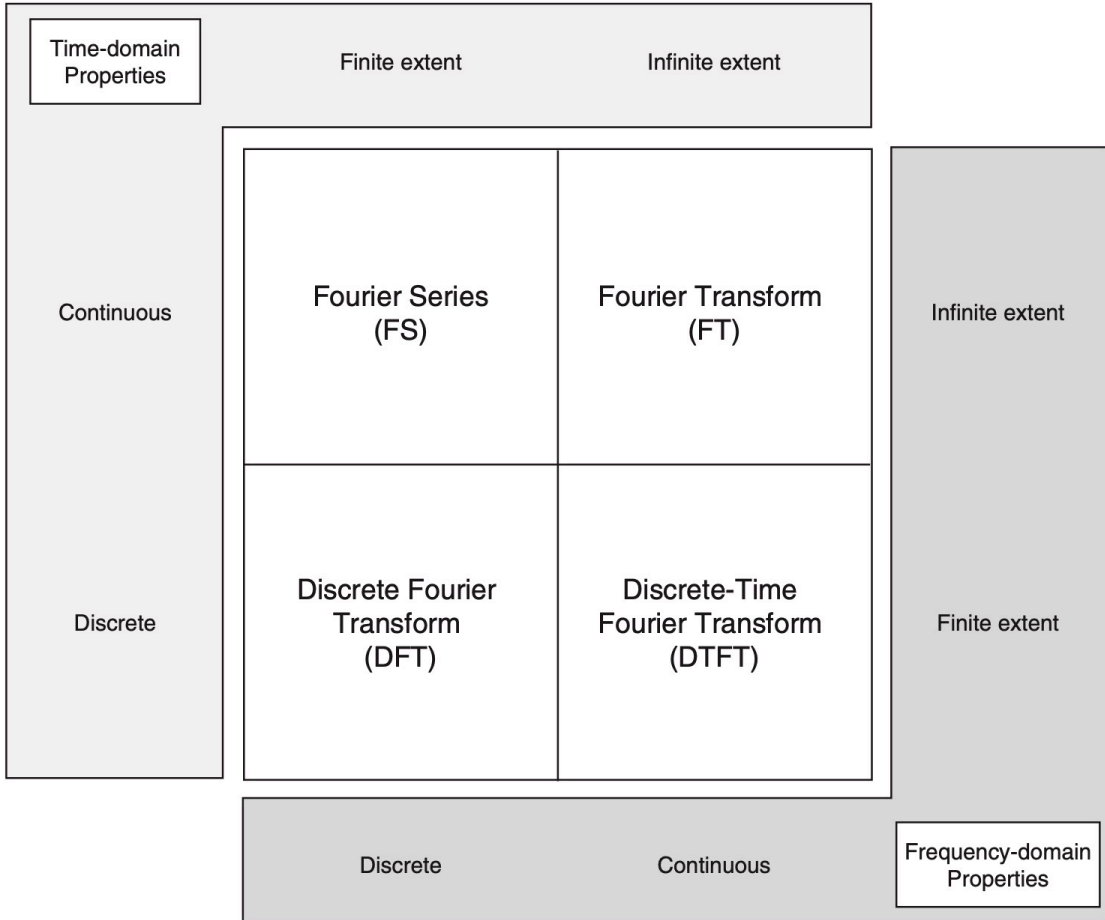 Time-domain
Properties
Finite extent
Infinite extent
Continuous
Fourier Series
(FS)
Fourier Transform
(FT)
Infinite extent
Discrete
Discrete Fourier
Transform
(DFT)
Discrete-Time
Fourier Transform
(DTFT)
Finite extent
Discrete
Continuous
Frequency-domain
Properties